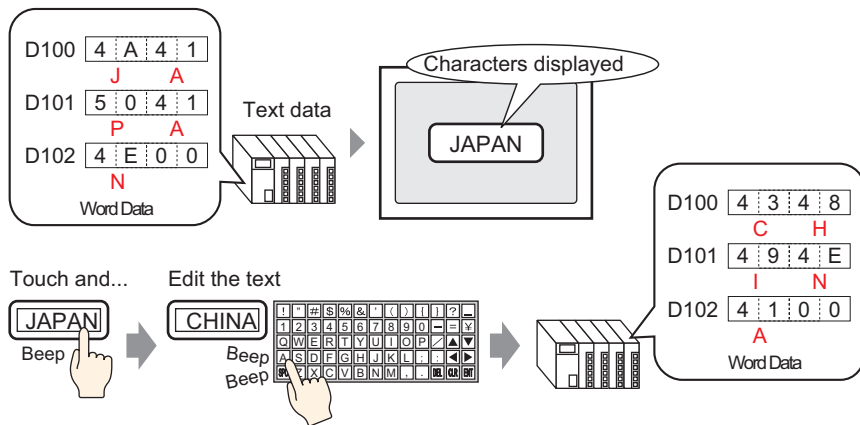 D100 4 A 4 1
J A
D101 5 0 4 1
P A
D102 4 E 0 0
N
Word Data
Text data
Characters displayed
JAPAN
Touch and...
JAPAN
Beep
Edit the text
CHINA
Beep
Beep
! " # $ % & ' ( ) [ ] ? _
1 2 3 4 5 6 7 8 9 0 - = ¥
Q W E R T Y U I O P / ▲ ▼
A S D F G H J K L ; : ◀ ▶
Z X C V B N M , . DEL CLR ENT
D100 4 3 4 8
C H
D101 4 9 4 E
I N
D102 4 1 0 0
A
Word Data